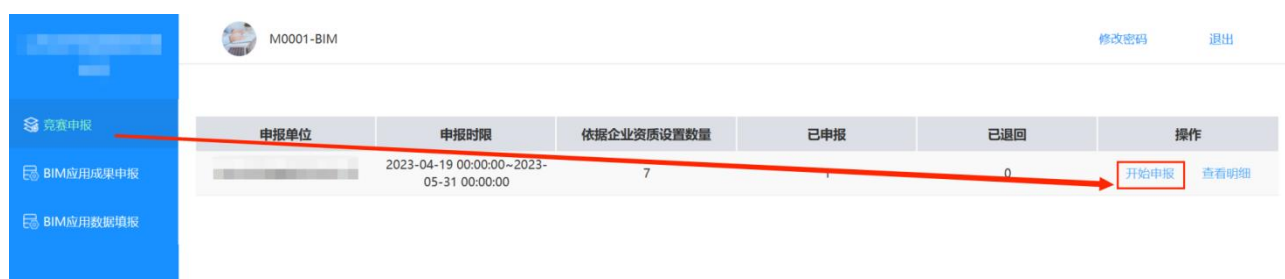 M0001-BIM
修改密码
退出
竞赛申报
BIM应用成果申报
BIM应用数据填报
申报单位
申报时限
依据企业资质设置数量
已申报
已退回
操作
2023-04-19 00:00:00~2023-
05-31 00:00:00
7
0
开始申报
查看明细